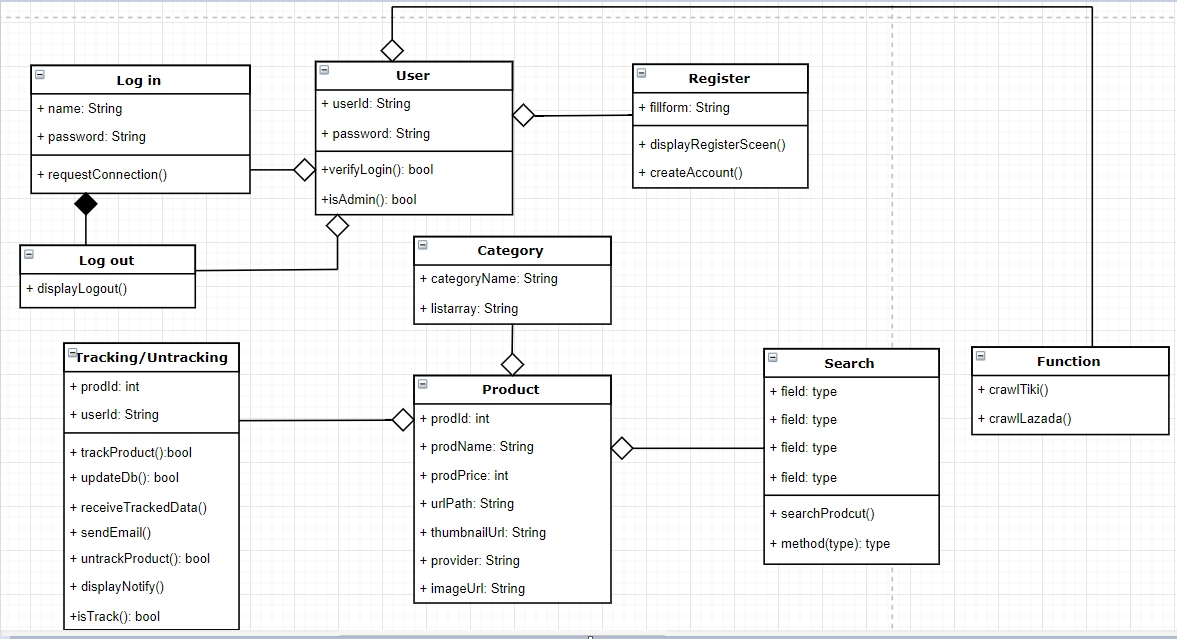 Log in
+ name: String
+ password: String
+ requestConnection()
User
+ userId: String
+ password: String
+verifyLogin(): bool
+isAdmin(): bool
Register
+ fillform: String
+ displayRegisterSceen()
+ createAccount()
Log out
+ displayLogout()
Category
+ categoryName: String
+ listarray: String
Tracking/Untracking
+ prodId: int
+ userId: String
+ trackProduct():bool
+ updateDb(): bool
+ receiveTrackedData()
+ sendEmail()
+ untrackProduct(): bool
+ displayNotify()
+isTrack(): bool
Product
+ prodId: int
+ prodName: String
+ prodPrice: int
+ urlPath: String
+ thumbnailUrl: String
+ provider: String
+ imageUrl: String
Search
+ field: type
+ field: type
+ field: type
+ field: type
+ searchProdcut()
+ method(type): type
Function
+ crawlTiki()
+ crawlLazada()